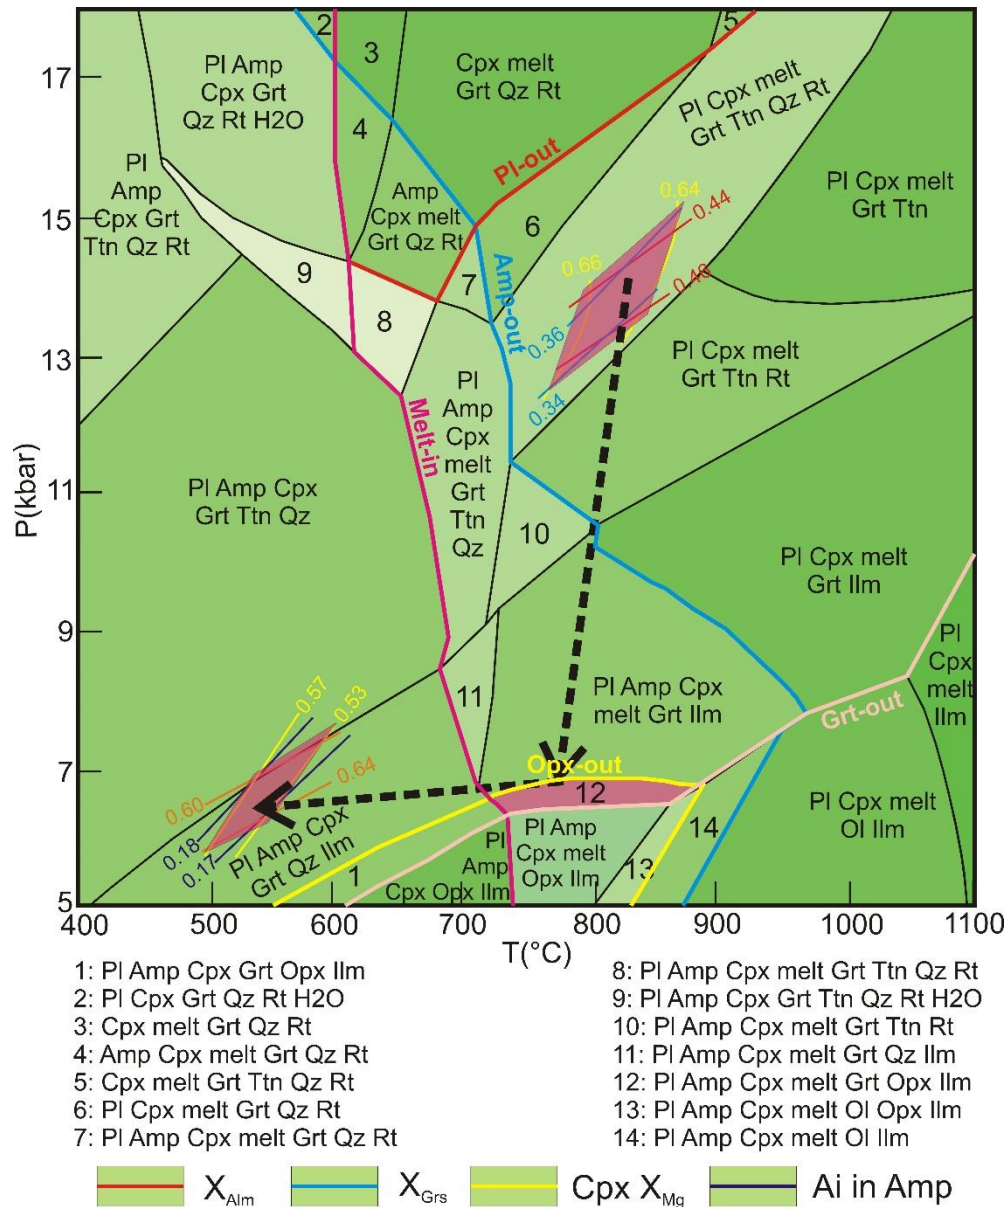 17
15
13
11
9
7
5
P(kbar)
400
500
600
700
800
900
1000
1100
T(°C)
2
3
5
Pl Amp
Cpx Grt
Qz Rt H2O
Cpx melt
Grt Qz Rt
Pl Cpx melt
Grt Ttn Qz Rt
4
Pl
Amp
Cpx Grt
Ttn Qz Rt
Amp
Cpx melt
Grt Qz Rt
Pl-out
6
0.64
0.44
Pl Cpx melt
Grt Ttn
9
8
7
Amp-out
0.66
0.46
0.36
0.34
Pl Cpx melt
Grt Ttn Rt
Melt-in
Pl
Amp
Cpx
melt
Grt
Ttn
Qz
Pl Amp Cpx
Grt Ttn Qz
10
Pl Cpx melt
Grt Ilm
11
Pl Amp Cpx
melt Grt Ilm
Pl
Cpx
melt
Ilm
Grt-out
0.57
0.53
0.64
0.60
0.18
0.17
Opx-out
12
Pl Amp Cpx
Grt Qz Ilm
1
Pl
Amp
Cpx Opx Ilm
Pl Amp
Cpx melt
Opx Ilm
13
14
Pl Cpx melt
Ol Ilm
1: Pl Amp Cpx Grt Opx Ilm
2: Pl Cpx Grt Qz Rt H2O
3: Cpx melt Grt Qz Rt
4: Amp Cpx melt Grt Qz Rt
5: Cpx melt Grt Ttn Qz Rt
6: Pl Cpx melt Grt Qz Rt
7: Pl Amp Cpx melt Grt Qz Rt
8: Pl Amp Cpx melt Grt Ttn Qz Rt
9: Pl Amp Cpx Grt Ttn Qz Rt H2O
10: Pl Amp Cpx melt Grt Ttn Rt
11: Pl Amp Cpx melt Grt Qz Ilm
12: Pl Amp Cpx melt Grt Opx Ilm
13: Pl Amp Cpx melt Ol Opx Ilm
14: Pl Amp Cpx melt Ol Ilm
XAlm
XGrs
Cpx XMg
Ai in Amp